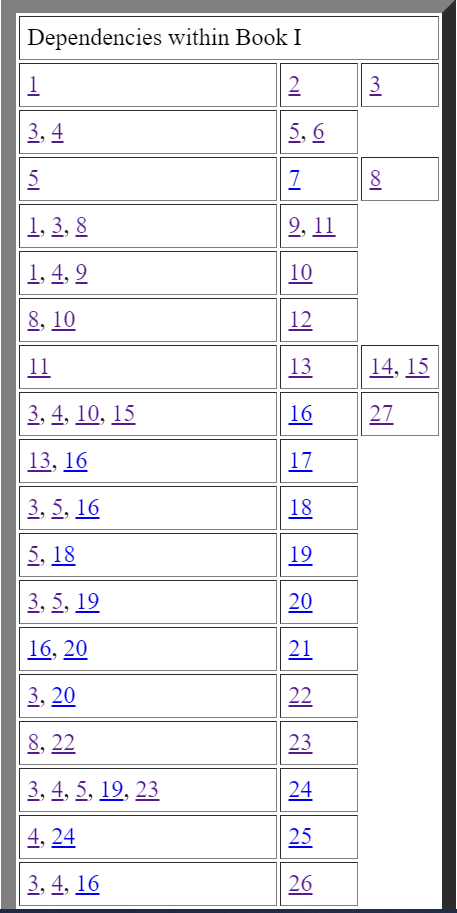 Dependencies within Book I
1 2 3
3, 4 5, 6
5 7 8
1, 3, 8 9, 11
1, 4, 9 10
8, 10 12
11 13 14, 15
3, 4, 10, 15 16 27
13, 16 17
3, 5, 16 18
5, 18 19
3, 5, 19 20
16, 20 21
3, 20 22
8, 22 23
3, 4, 5, 19, 23 24
4, 24 25
3, 4, 16 26